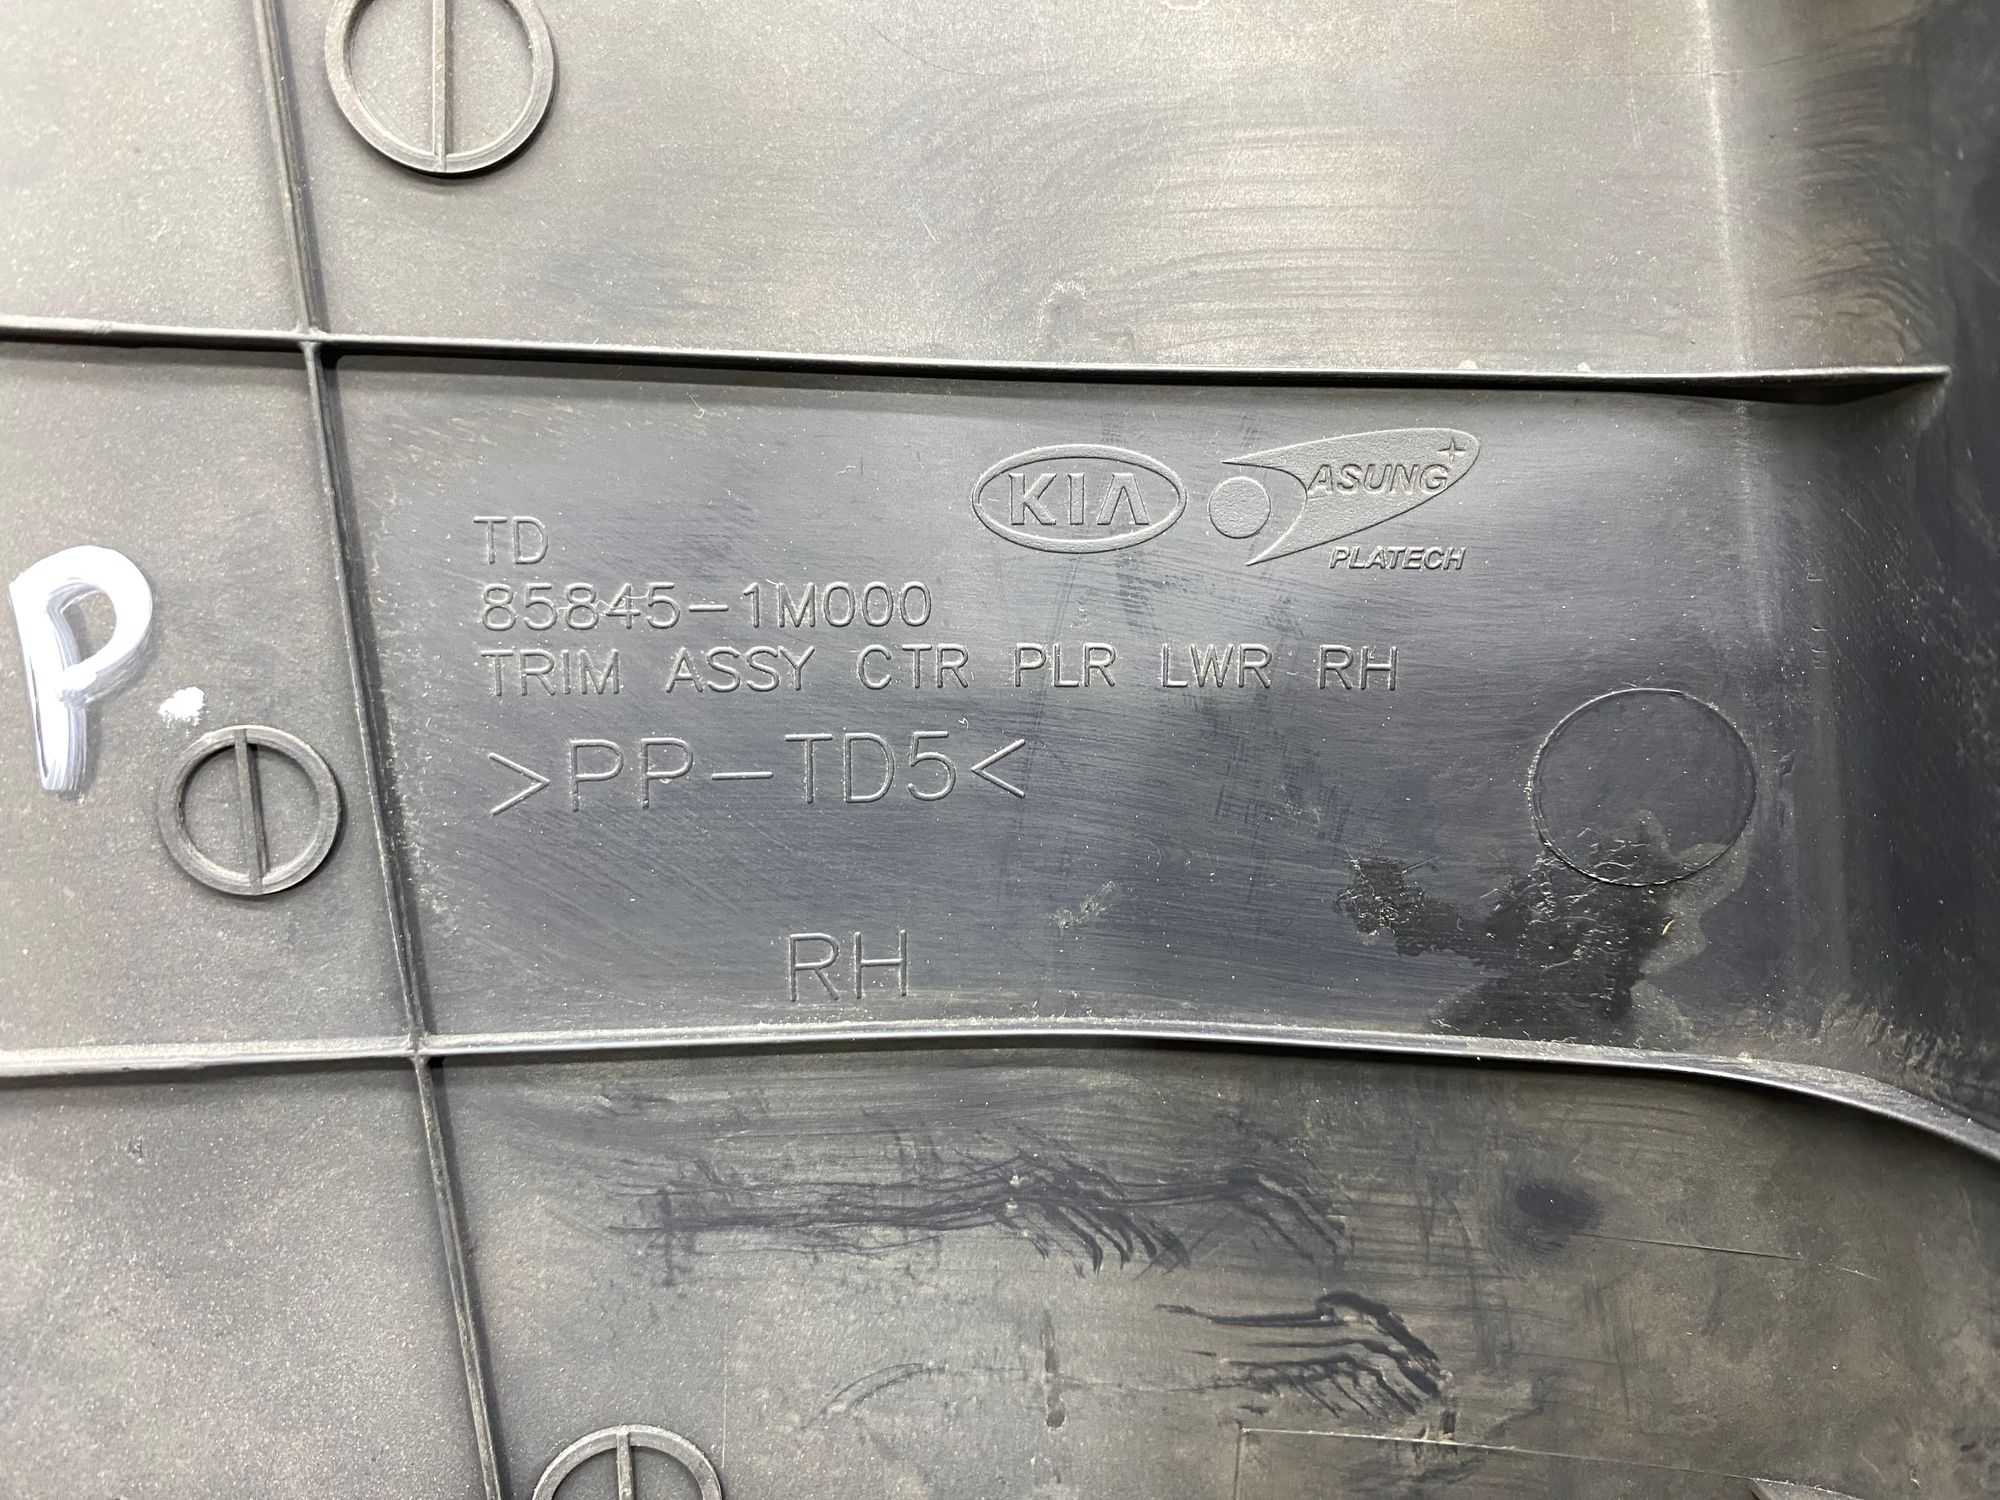 KIA ASUNG
PLATECH
TD
85845-1M000
TRIM ASSY CTR PLR LWR RH
>PP-TD5<
RH
P.